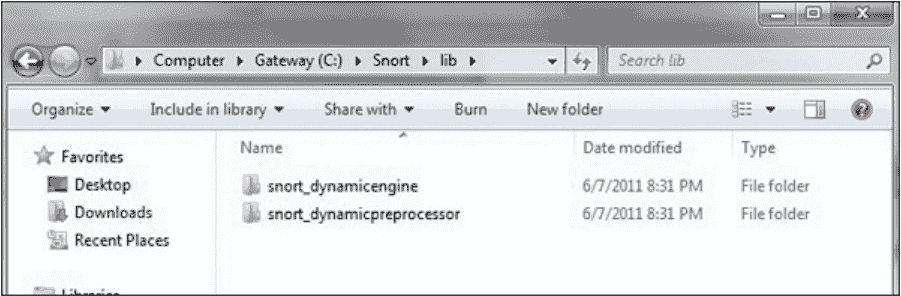 Computer Gateway (C:) Snort lib Search lib
Organize Include in library Share with Burn New folder
Favorites
Desktop
Downloads
Recent Places
Libraries
Name Date modified Type
snort_dynamicengine 6/7/2011 8:31 PM File folder
snort_dynamicpreprocessor 6/7/2011 8:31 PM File folder